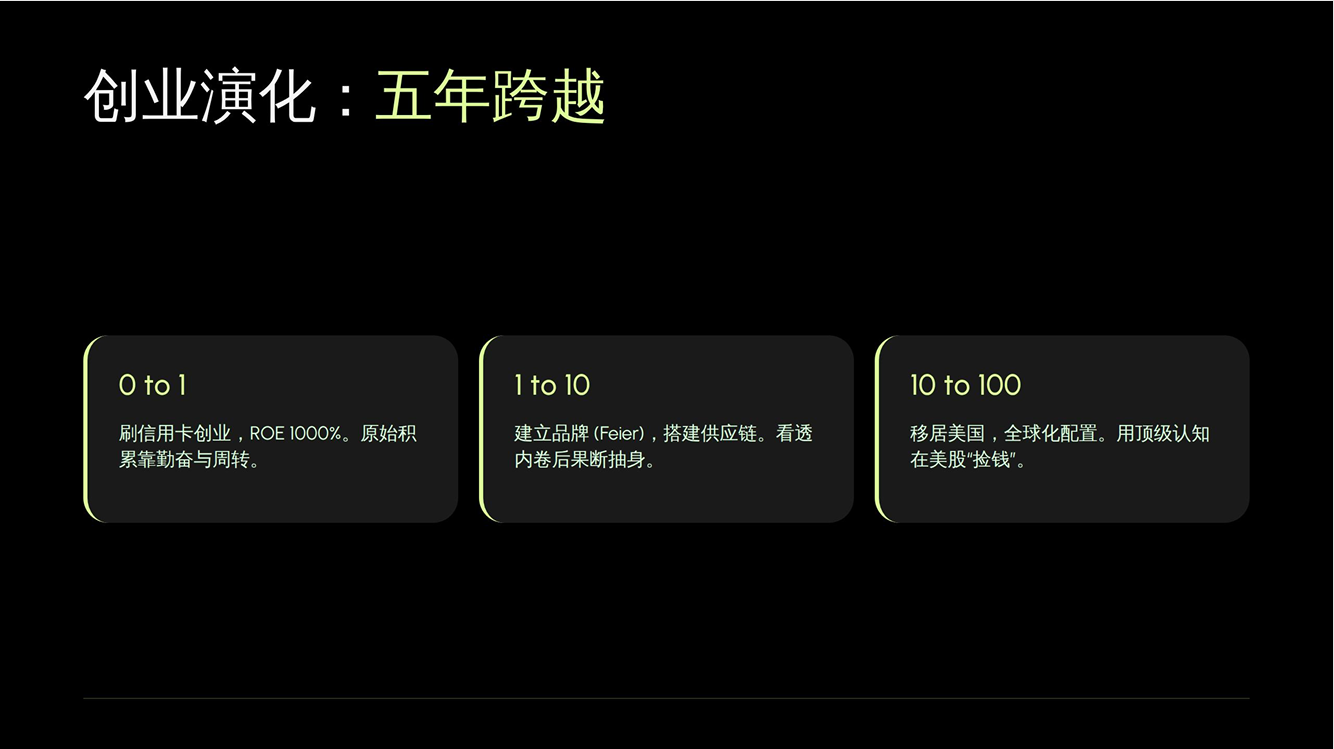 创业演化：五年跨越
0 to 1
刷信用卡创业，ROE 1000%。原始积
累靠勤奋与周转。
1 to 10
建立品牌 (Feier)，搭建供应链。看透
内卷后果断抽身。
10 to 100
移居美国，全球化配置。用顶级认知
在美股“捡钱”。